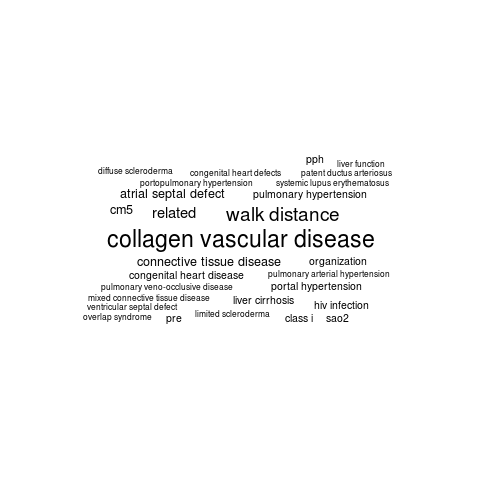 pph
liver function
diffuse scleroderma
congenital heart defects
patent ductus arteriosus
portopulmonary hypertension
systemic lupus erythematosus
atrial septal defect
pulmonary hypertension
cm5
related
walk distance
collagen vascular disease
connective tissue disease
organization
congenital heart disease
pulmonary arterial hypertension
pulmonary veno-occlusive disease
portal hypertension
mixed connective tissue disease
liver cirrhosis
hiv infection
ventricular septal defect
overlap syndrome
pre
limited scleroderma
class i
sao2